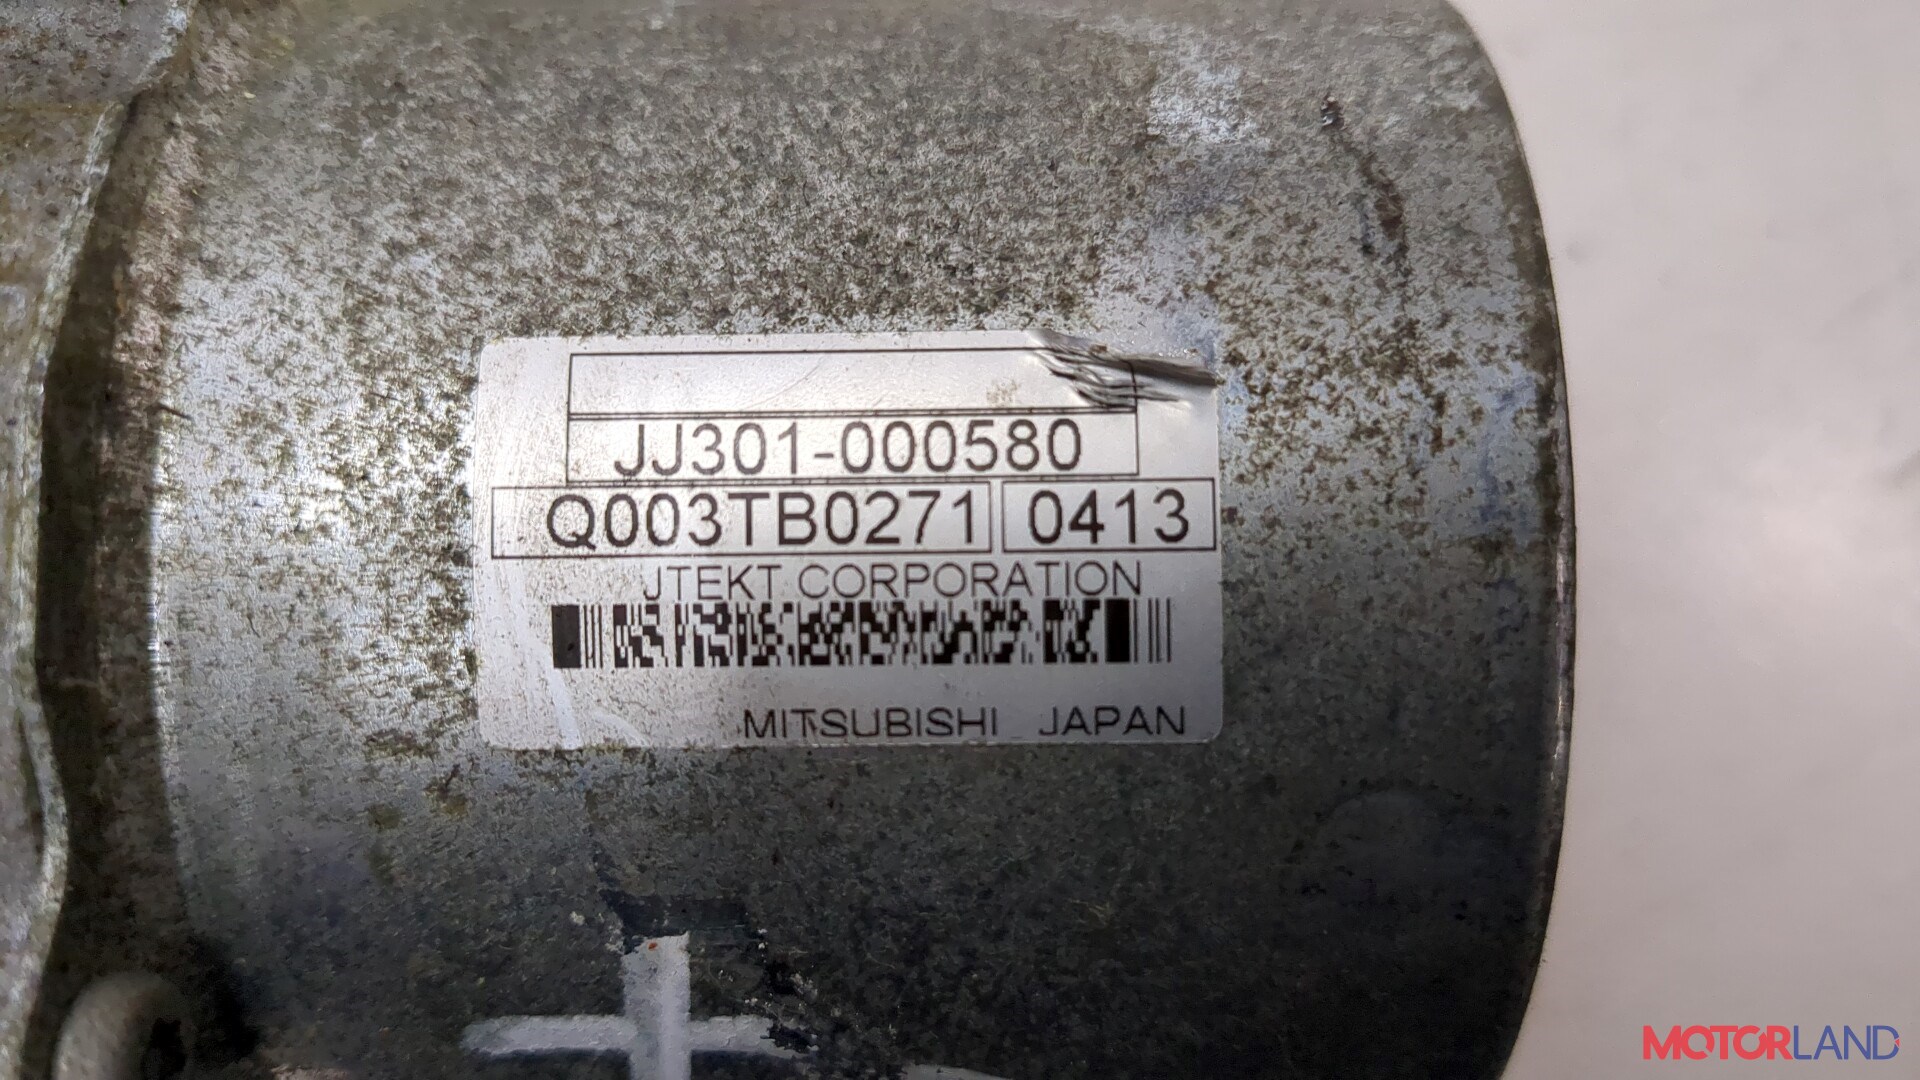 JJ301-000580
Q003TB0271 0413
JTEKT CORPORATION
MITSUBISHI JAPAN
MOTORLAND